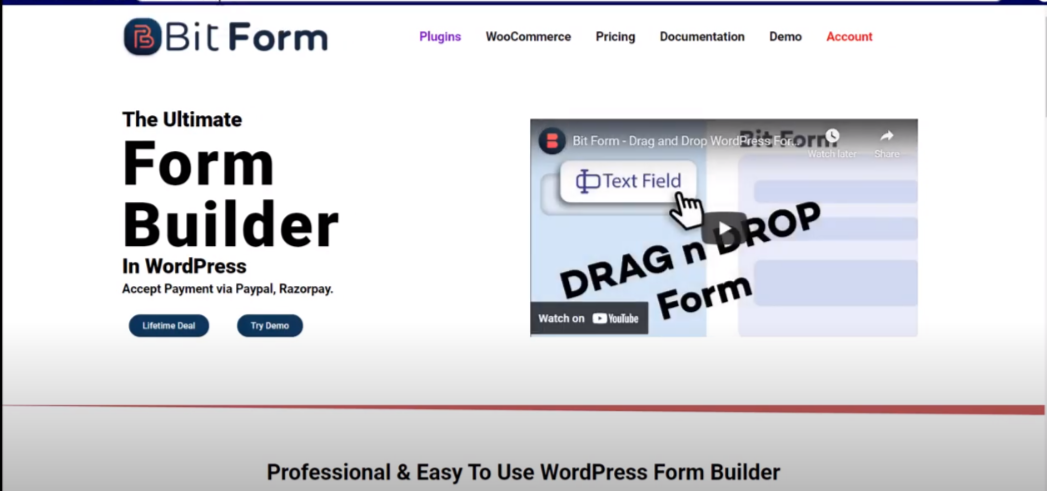 Bit Form
Plugins WooCommerce Pricing Documentation Demo Account
The Ultimate
Form
Builder
In WordPress
Accept Payment via Paypal, Razorpay.
Lifetime Deal Try Demo
Bit Form - Drag and Drop WordPress For...
Bit Form
Watch later Share
Text Field
DRAG n DROP
Form
Watch on YouTube
Professional & Easy To Use WordPress Form Builder